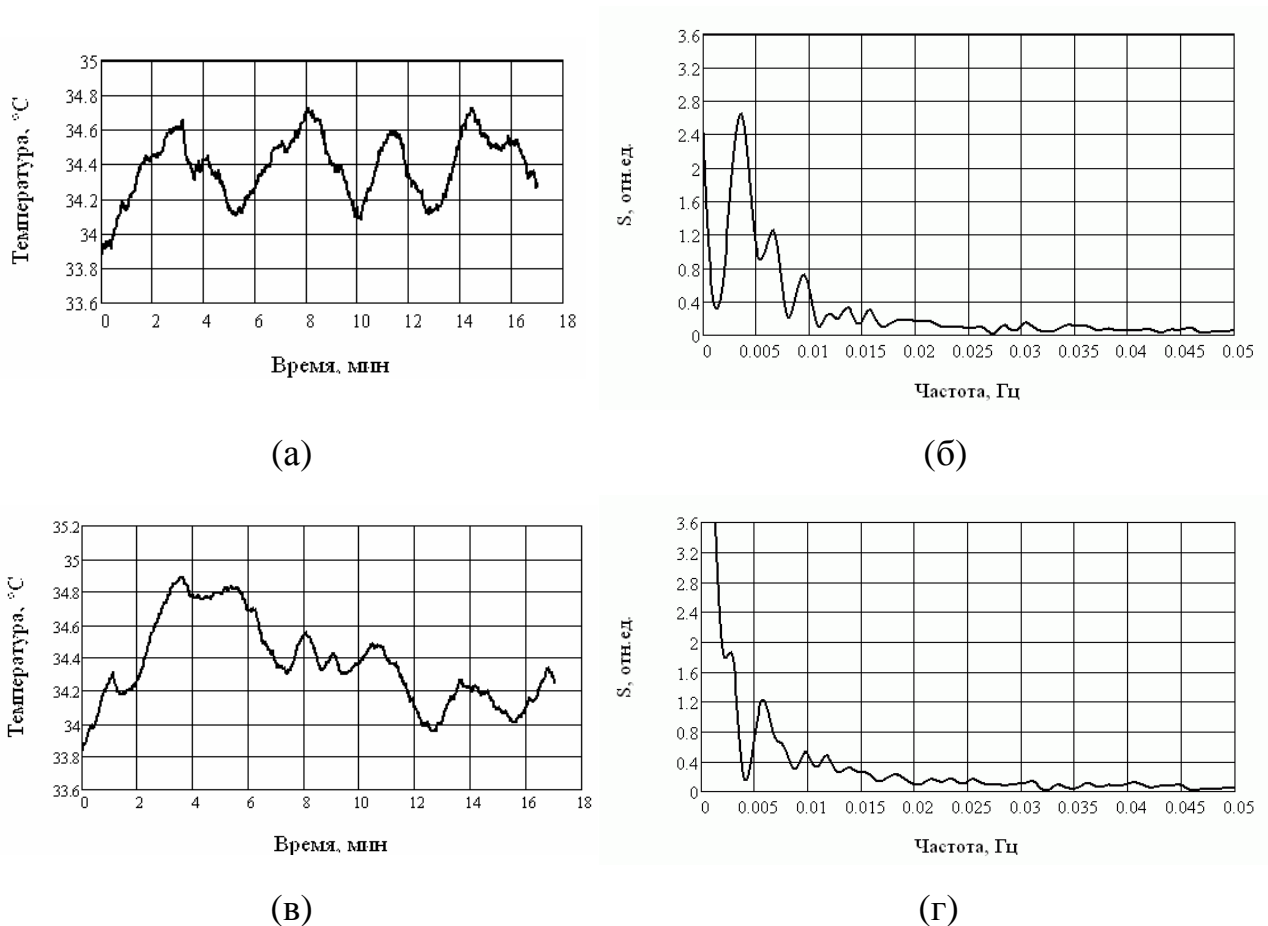 Температура, °C
35
34.8
34.6
34.4
34.2
34
33.8
33.6
0 2 4 6 8 10 12 14 16 18
Время, мин
(а)
S, отн.ед.
3.6
3.2
2.8
2.4
2
1.6
1.2
0.8
0.4
0
0 0.005 0.01 0.015 0.02 0.025 0.03 0.035 0.04 0.045 0.05
Частота, Гц
(б)
Температура, °C
35.2
35
34.8
34.6
34.4
34.2
34
33.8
33.6
0 2 4 6 8 10 12 14 16 18
Время, мин
(в)
S, отн.ед.
3.6
3.2
2.8
2.4
2
1.6
1.2
0.8
0.4
0
0 0.005 0.01 0.015 0.02 0.025 0.03 0.035 0.04 0.045 0.05
Частота, Гц
(г)